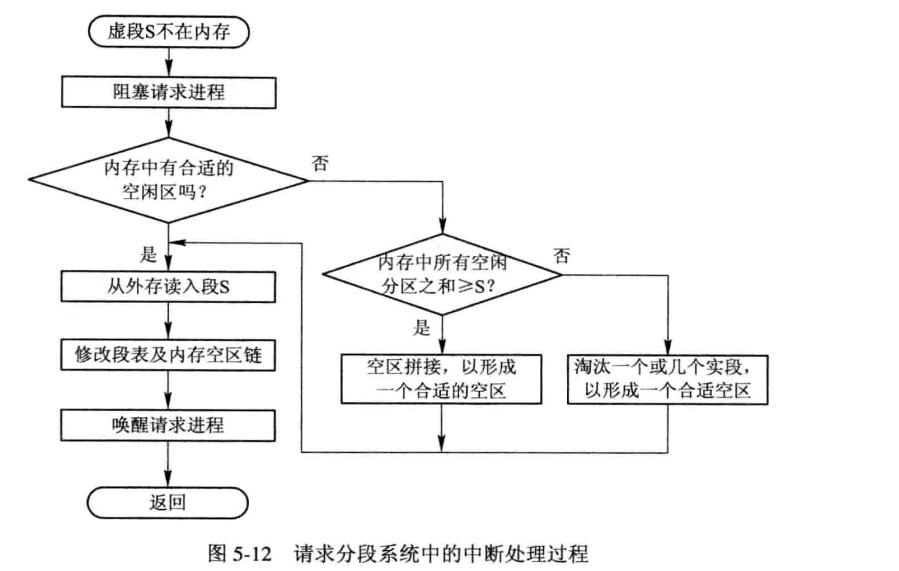 虚段S不在内存
阻塞请求进程
内存中有合适的
空闲区吗?
否
是
内存中所有空闲
分区之和≥S?
否
是
从外存读入段S
修改段表及内存空区链
唤醒请求进程
返回
空区拼接，以形成
一个合适的空区
淘汰一个或几个实段，
以形成一个合适空区
图 5-12 请求分段系统中的中断处理过程